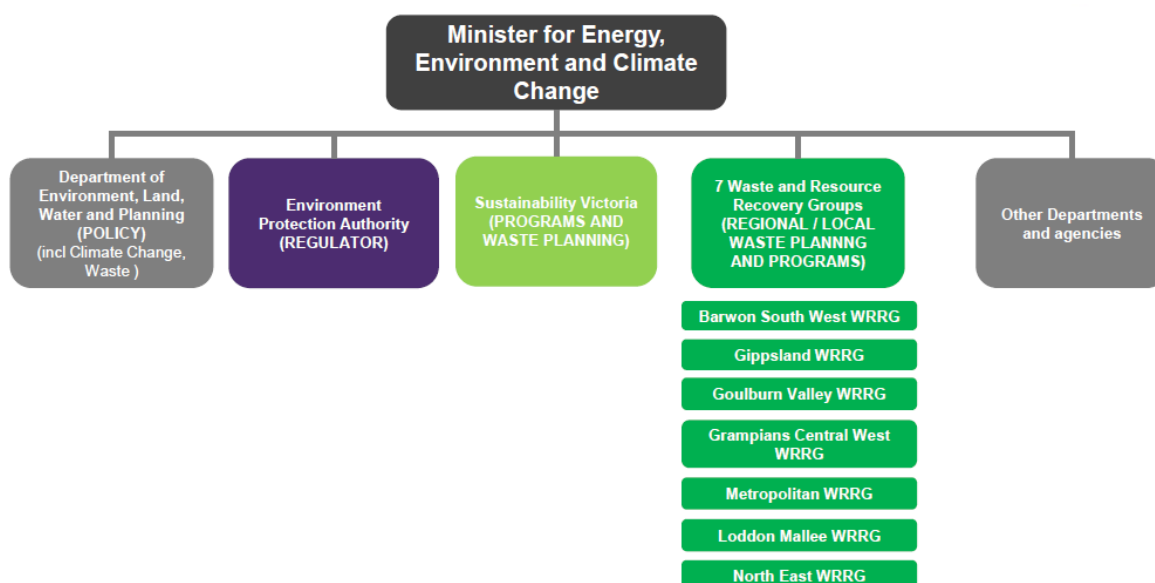 Minister for Energy,
Environment and Climate
Change
Department of
Environment, Land,
Water and Planning
(POLICY)
(incl Climate Change,
Waste )
Environment
Protection Authority
(REGULATOR)
Sustainability Victoria
(PROGRAMS AND
WASTE PLANNING)
7 Waste and Resource
Recovery Groups
(REGIONAL / LOCAL
WASTE PLANNNG
AND PROGRAMS)
Other Departments
and agencies
Barwon South West WRRG
Gippsland WRRG
Goulburn Valley WRRG
Grampians Central West
WRRG
Metropolitan WRRG
Loddon Mallee WRRG
North East WRRG